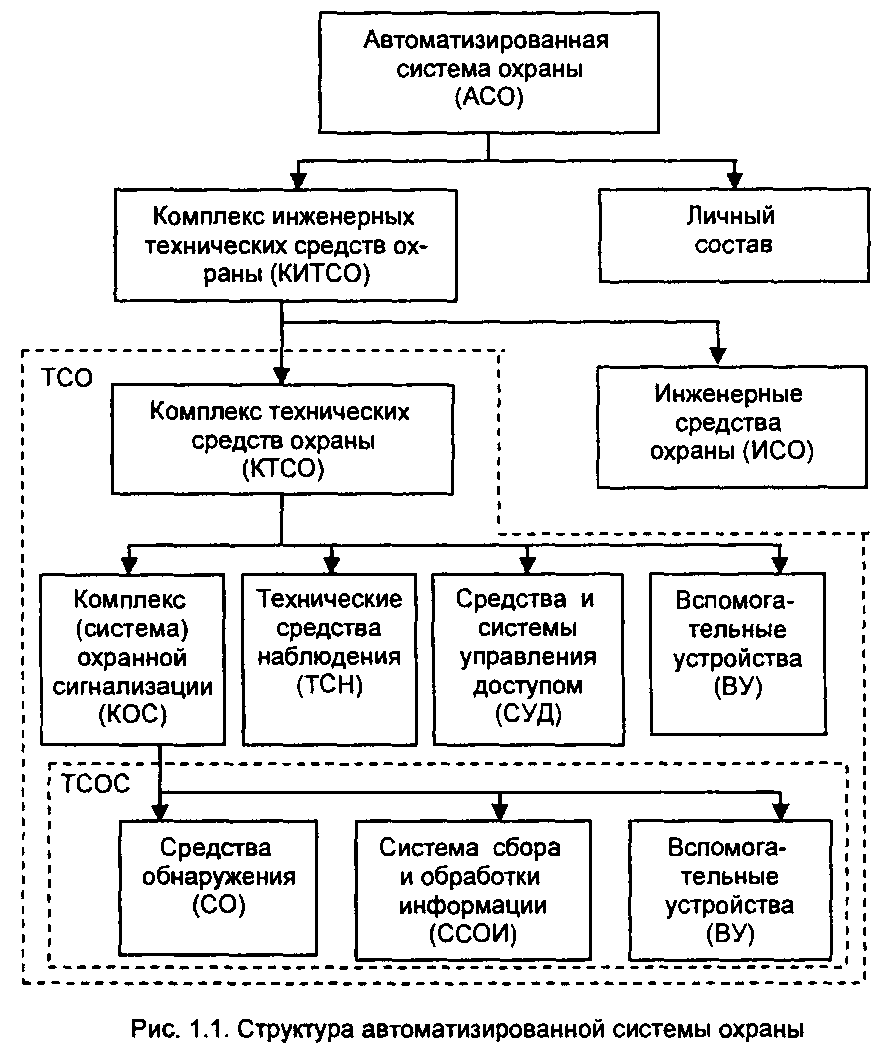 Автоматизированная
система охраны
(АСО)
Комплекс инженерных
технических средств ох-
раны (КИТСО)
Личный
состав
ТСО
Комплекс технических
средств охраны
(КТСО)
Инженерные
средства
охраны (ИСО)
Комплекс
(система)
охранной
сигнализации
(КОС)
Технические
средства
наблюдения
(ТСН)
Средства и
системы
управления
доступом
(СУД)
Вспомога-
тельные
устройства
(ВУ)
ТСОС
Средства
обнаружения
(СО)
Система сбора
и обработки
информации
(ССОИ)
Вспомога-
тельные
устройства
(ВУ)
Рис. 1.1. Структура автоматизированной системы охраны